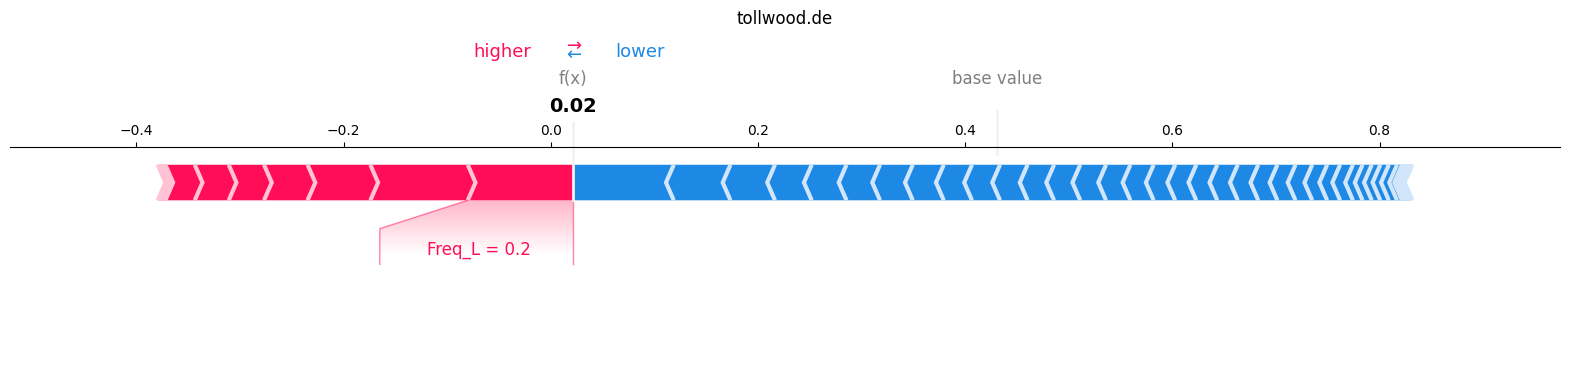 tollwood.de
higher → ← lower
f(x) base value
0.02
−0.4 −0.2 0.0 0.2 0.4 0.6 0.8
Freq_L = 0.2